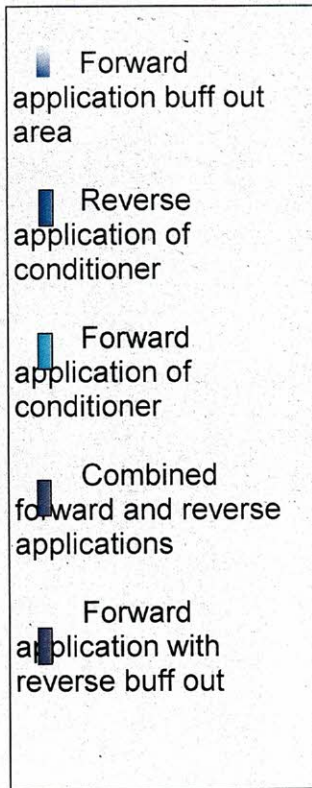 Forward
application buff out
area
Reverse
application of
conditioner
Forward
application of
conditioner
Combined
forward and reverse
applications
Forward
application with
reverse buff out